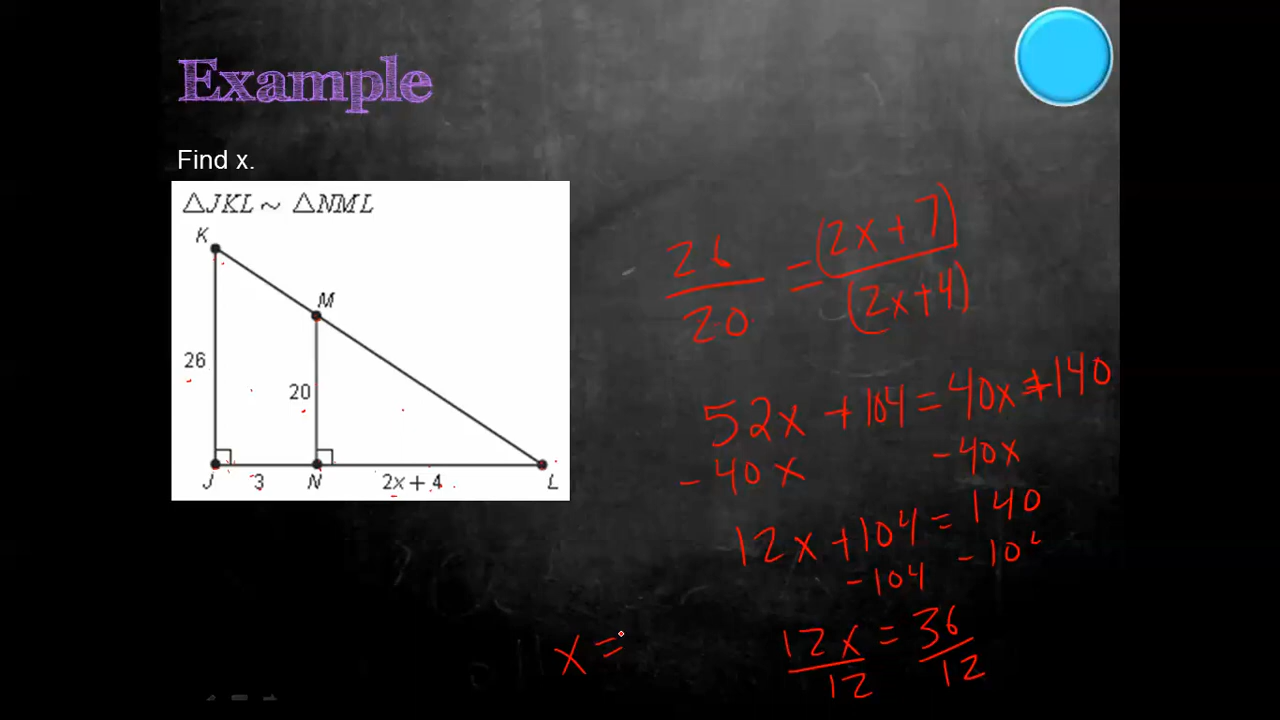 Example
Find x.
△JKL ~ △NML
K
M
26
20
J 3 N 2x + 4 L
26/20 = (2x + 7)/(2x + 4)
52x + 104 = 40x + 140
- 40x - 40x
12x + 104 = 140
- 104 - 104
12x/12 = 36/12
x =